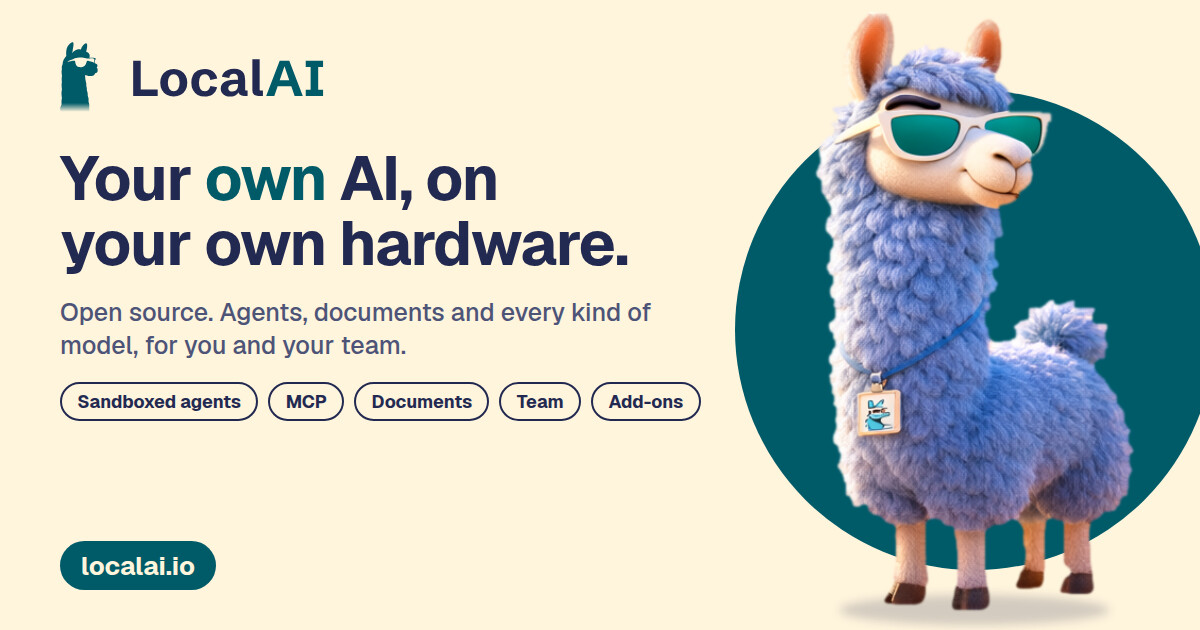 LocalAI
Your own AI, on
your own hardware.
Open source. Agents, documents and every kind of
model, for you and your team.
Sandboxed agents MCP Documents Team Add-ons
localai.io